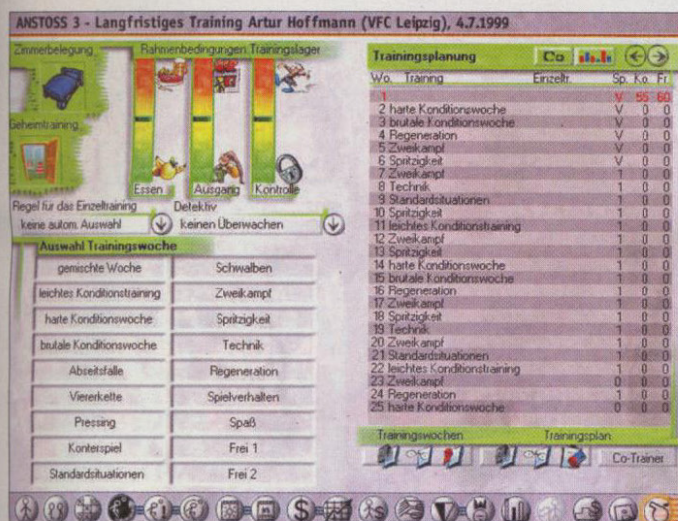 ANSTOSS 3 - Langfristiges Training Artur Hoffmann (VFC Leipzig), 4.7.1999
Zimmerbelegung
Rahmenbedingungen Trainingslager
Geheimtraining
Essen Ausgang Kontrolle
Regel für das Einzeltraining Detektiv
keine autom. Auswahl keinen Überwachen
Auswahl Trainingswoche
gemischte Woche Schwalben
leichtes Konditionstraining Zweikampf
harte Konditionswoche Spritzigkeit
brutale Konditionswoche Technik
Abseitsfalle Regeneration
Viererkette Spielverhalten
Pressing Spaß
Konterspiel Frei 1
Standardsituationen Frei 2
Trainingsplanung Co
Wo. Training Einzeltr. Sp. Ko. Fr.
1 V 55 60
2 harte Konditionswoche V 0 0
3 brutale Konditionswoche V 0 0
4 Regeneration V 0 0
5 Zweikampf V 0 0
6 Spritzigkeit V 0 0
7 Zweikampf 1 0 0
8 Technik 1 0 0
9 Standardsituationen 1 0 0
10 Spritzigkeit 1 0 0
11 leichtes Konditionstraining 1 0 0
12 Zweikampf 1 0 0
13 Spritzigkeit 1 0 0
14 harte Konditionswoche 1 0 0
15 brutale Konditionswoche 1 0 0
16 Regeneration 1 0 0
17 Zweikampf 1 0 0
18 Spritzigkeit 1 0 0
19 Technik 1 0 0
20 Zweikampf 1 0 0
21 Standardsituationen 1 0 0
22 leichtes Konditionstraining 1 0 0
23 Zweikampf 0 0 0
24 Regeneration 1 0 0
25 harte Konditionswoche 0 0 0
Trainingswochen Trainingsplan
Co-Trainer